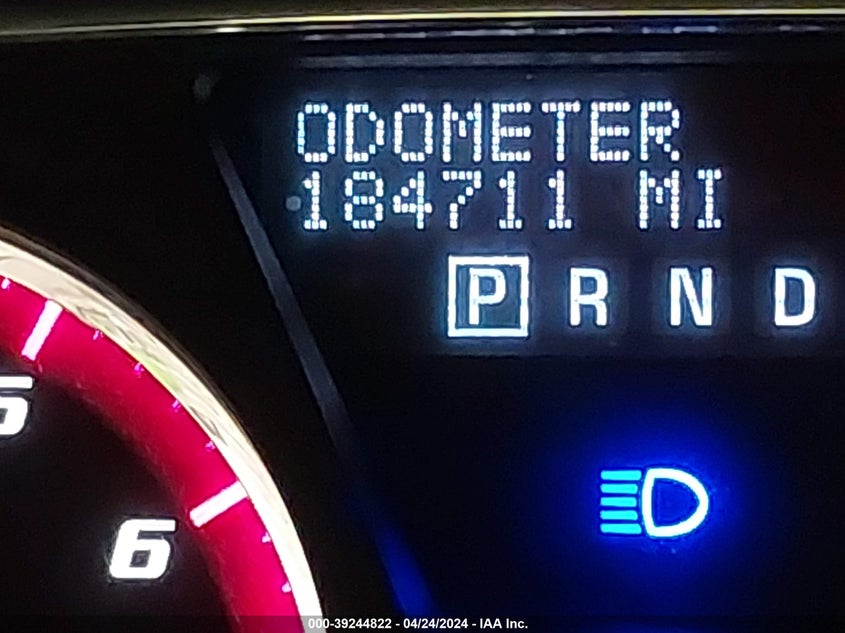 ODOMETER
184711 MI
P R N D
5
6
000-39244822 - 04/24/2024 - IAA Inc.